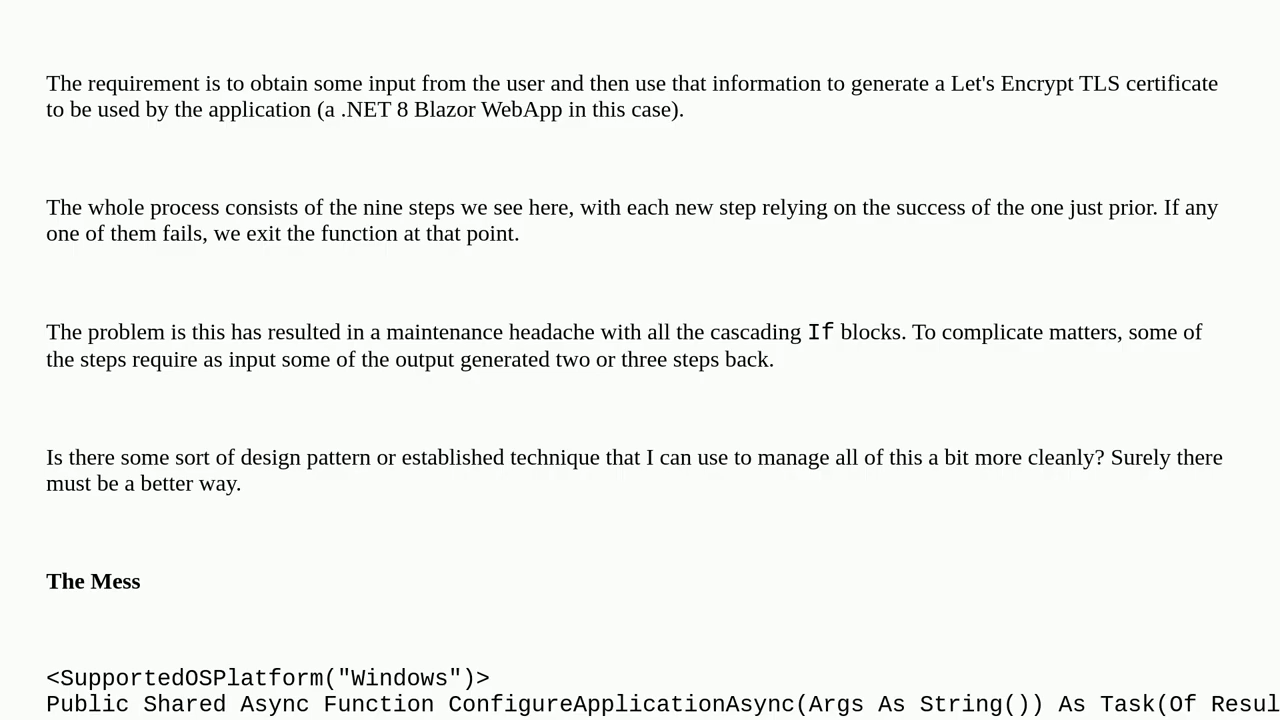 The requirement is to obtain some input from the user and then use that information to generate a Let's Encrypt TLS certificate
to be used by the application (a .NET 8 Blazor WebApp in this case).
The whole process consists of the nine steps we see here, with each new step relying on the success of the one just prior. If any
one of them fails, we exit the function at that point.
The problem is this has resulted in a maintenance headache with all the cascading If blocks. To complicate matters, some of
the steps require as input some of the output generated two or three steps back.
Is there some sort of design pattern or established technique that I can use to manage all of this a bit more cleanly? Surely there
must be a better way.
The Mess
<SupportedOSPlatform("Windows")>
Public Shared Async Function ConfigureApplicationAsync(Args As String()) As Task(Of Resul